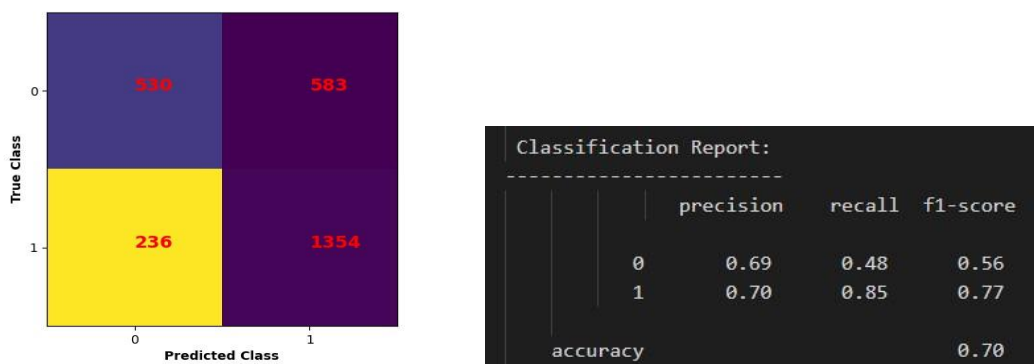 530 583
0
True Class
236 1354
1
0 1
Predicted Class
Classification Report:
-------------------------
precision recall f1-score
0 0.69 0.48 0.56
1 0.70 0.85 0.77
accuracy 0.70